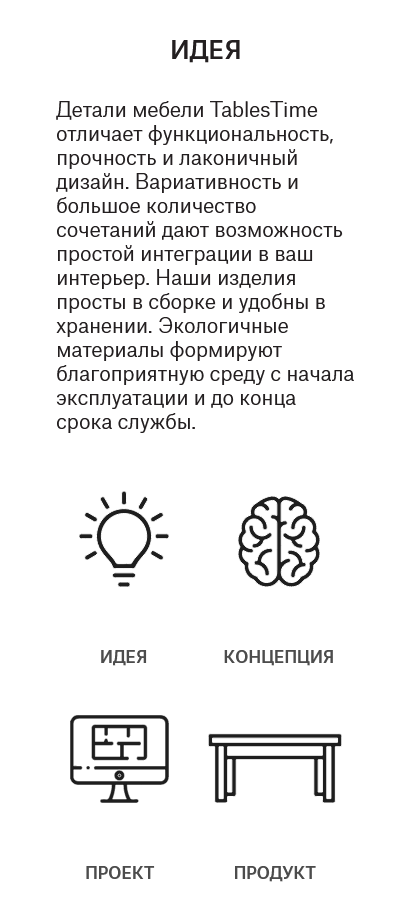 ИДЕЯ
Детали мебели TablesTime
отличает функциональность,
прочность и лаконичный
дизайн. Вариативность и
большое количество
сочетаний дают возможность
простой интеграции в ваш
интерьер. Наши изделия
просты в сборке и удобны в
хранении. Экологичные
материалы формируют
благоприятную среду с начала
эксплуатации и до конца
срока службы.
ИДЕЯ
КОНЦЕПЦИЯ
ПРОЕКТ
ПРОДУКТ